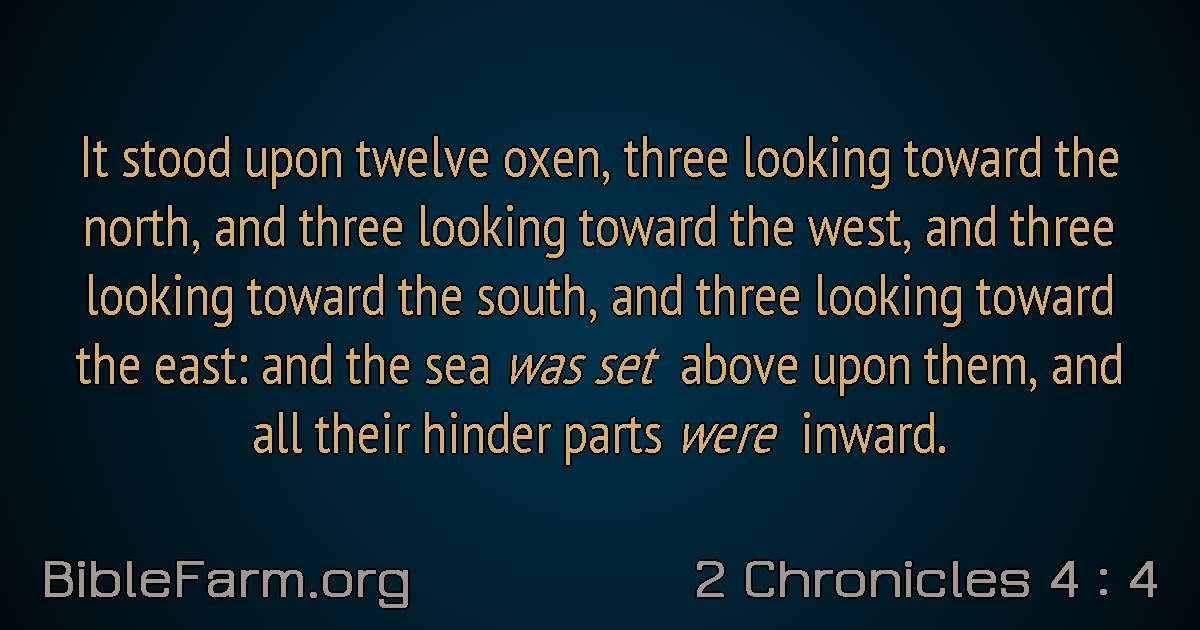 It stood upon twelve oxen, three looking toward the
north, and three looking toward the west, and three
looking toward the south, and three looking toward
the east: and the sea was set above upon them, and
all their hinder parts were inward.
BibleFarm.org
2 Chronicles 4 : 4